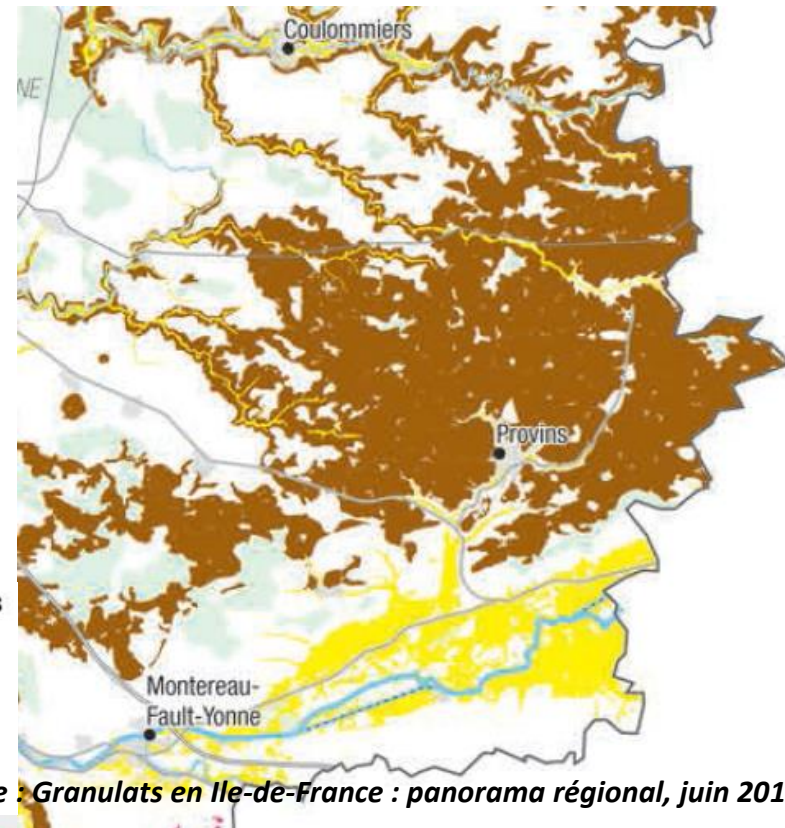 Coulommiers
NE
Provins
s
Montereau-
Fault-Yonne
e : Granulats en Ile-de-France : panorama régional, juin 201